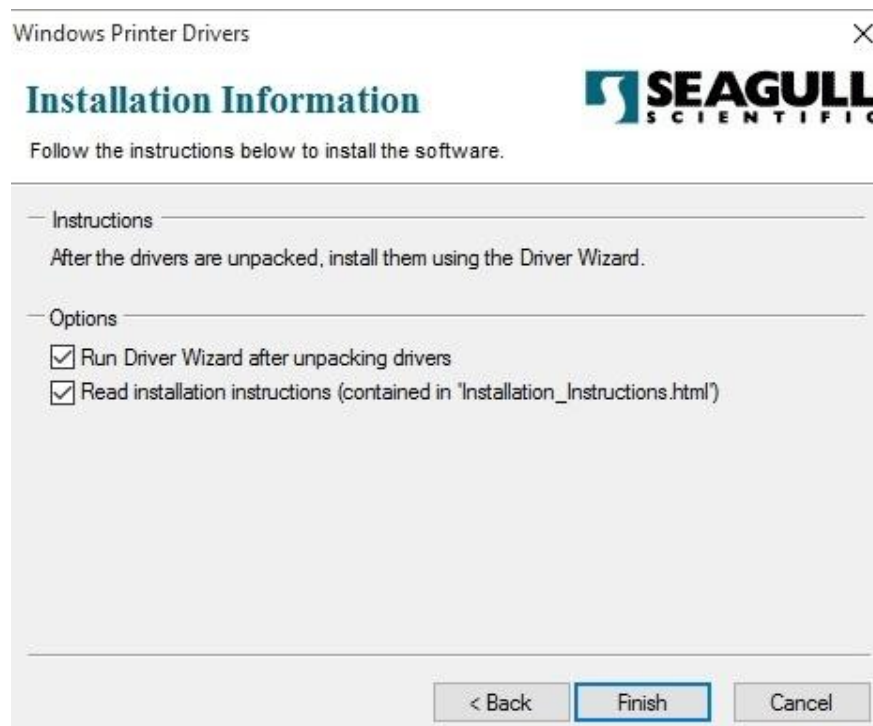 Windows Printer Drivers
Installation Information
SEAGULL
SCIENTIFIC
Follow the instructions below to install the software.
Instructions
After the drivers are unpacked, install them using the Driver Wizard.
Options
Run Driver Wizard after unpacking drivers
Read installation instructions (contained in 'Installation_Instructions.html')
< Back
Finish
Cancel